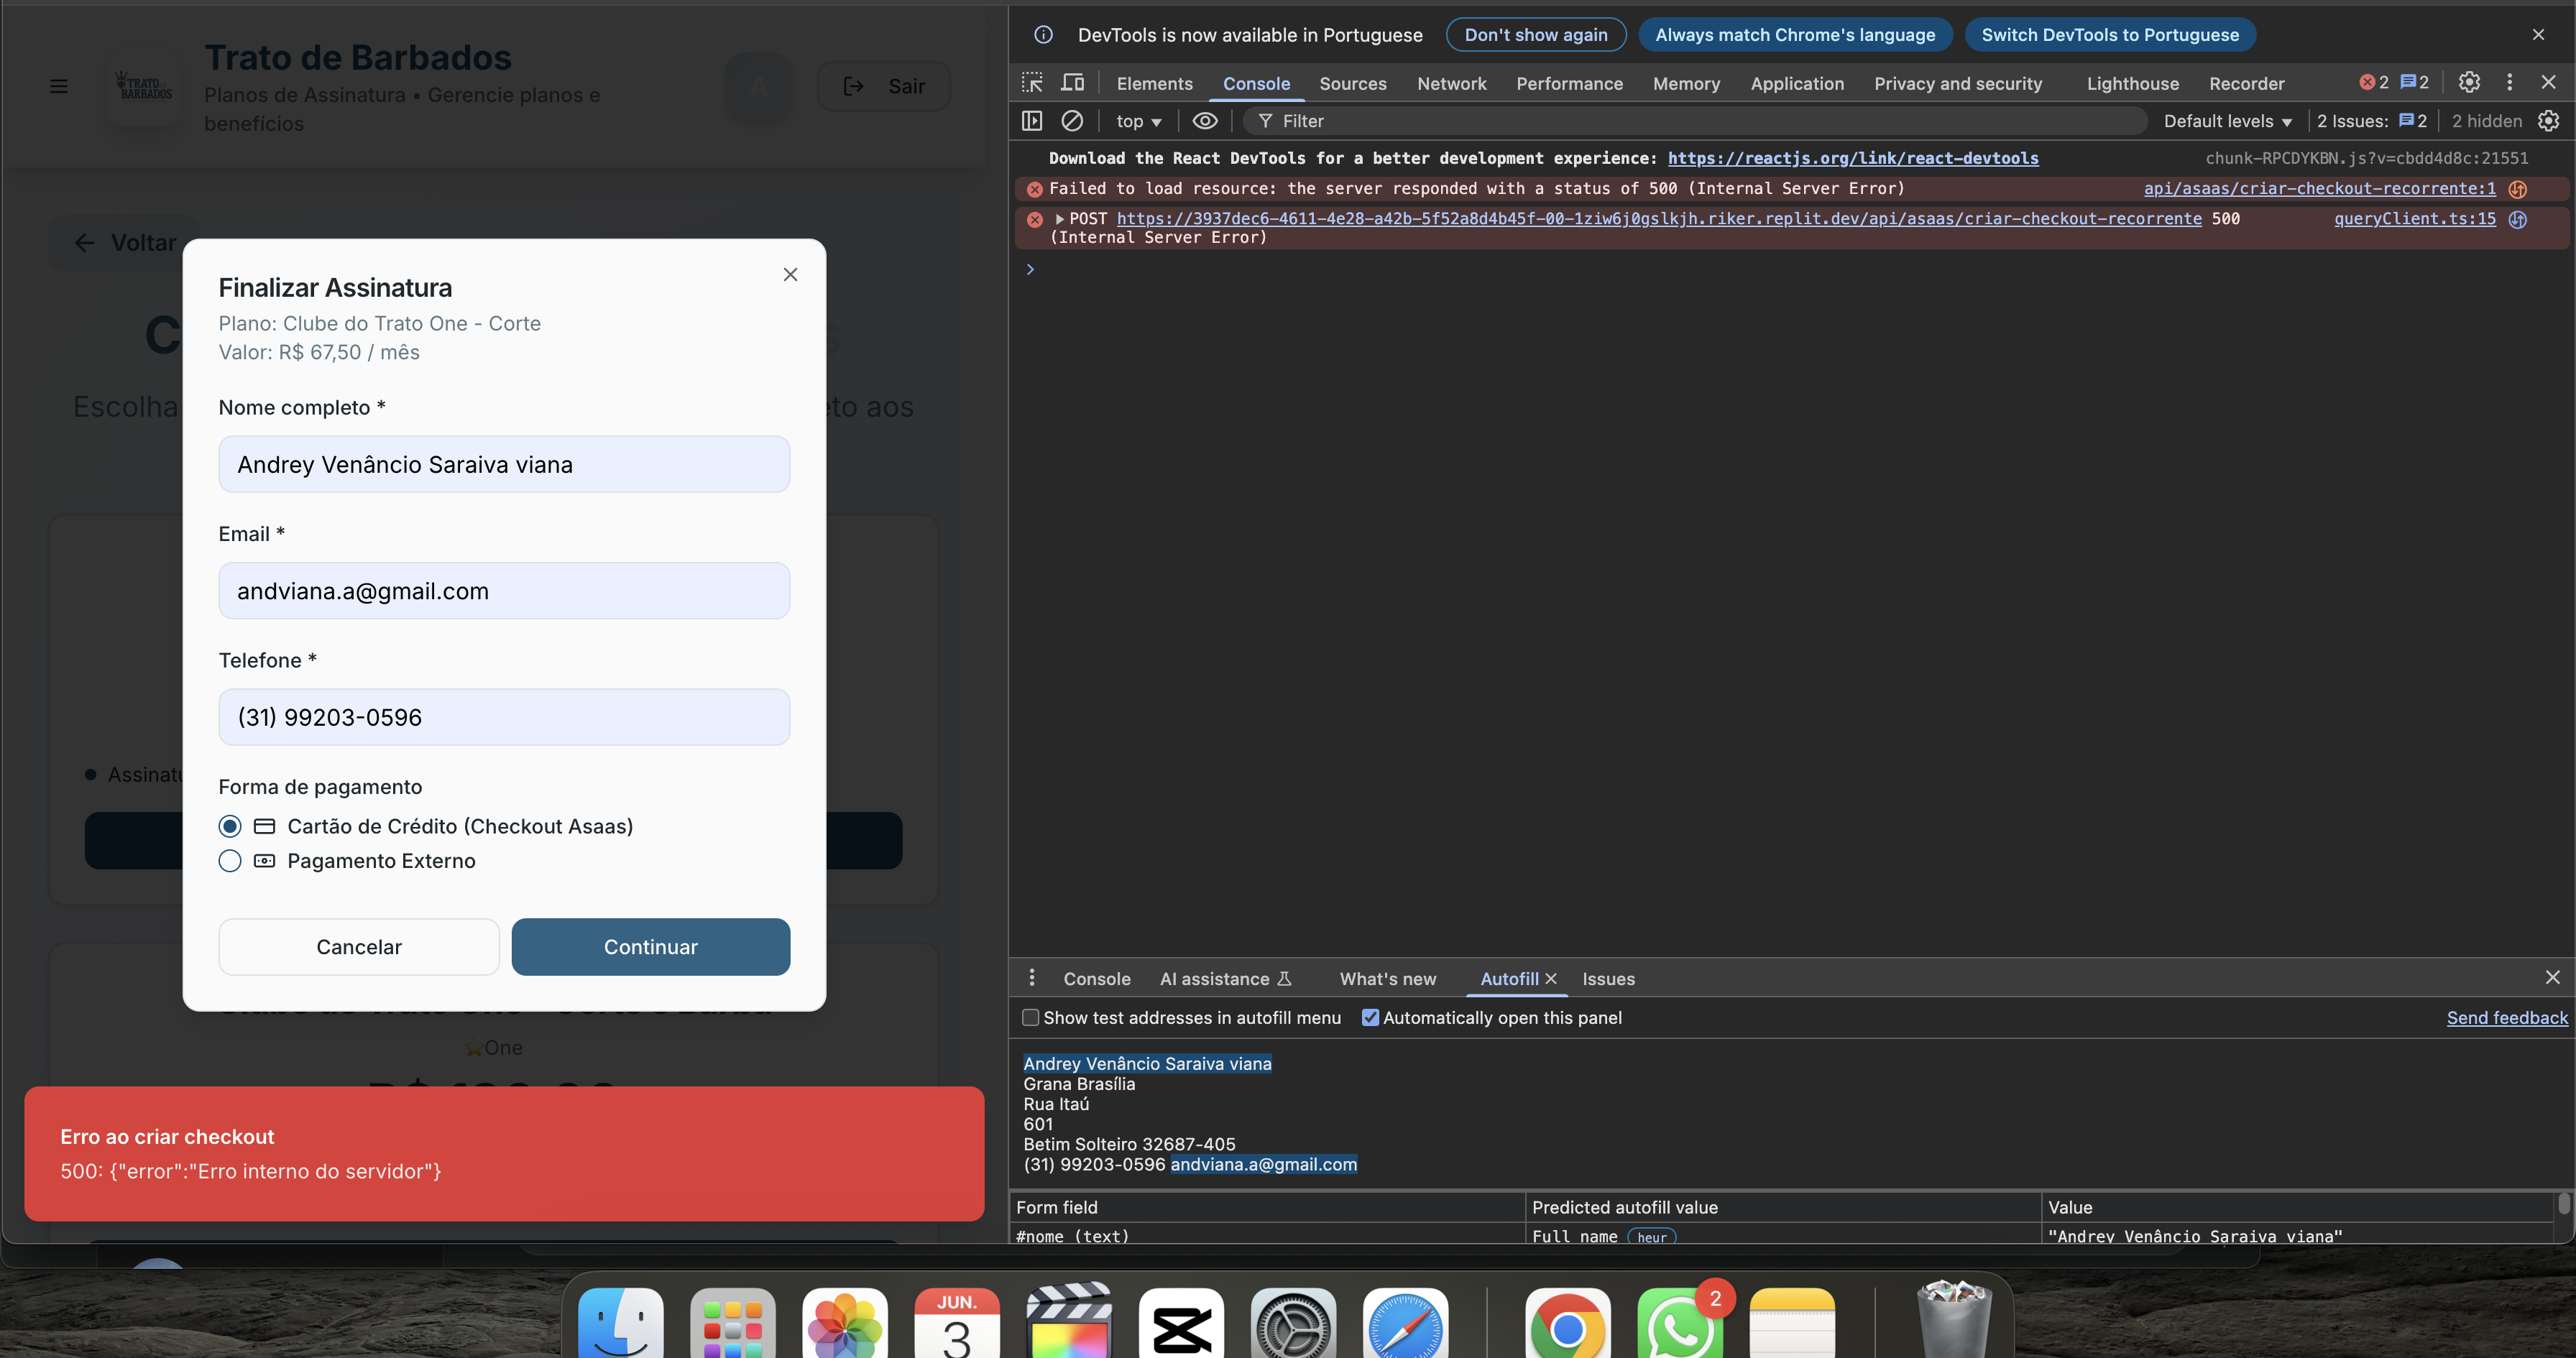 Trato de Barbados
Planos de Assinatura • Gerencie planos e
benefícios
TRATO
BARBADOS
A
Sair
Voltar
Escolha
eto aos
Assinatu
Finalizar Assinatura
Plano: Clube do Trato One - Corte
Valor: R$ 67,50 / mês
Nome completo *
Andrey Venâncio Saraiva viana
Email *
andviana.a@gmail.com
Telefone *
(31) 99203-0596
Forma de pagamento
Cartão de Crédito (Checkout Asaas)
Pagamento Externo
Cancelar
Continuar
One
Erro ao criar checkout
500: {"error":"Erro interno do servidor"}
DevTools is now available in Portuguese
Don't show again
Always match Chrome's language
Switch DevTools to Portuguese
Elements
Console
Sources
Network
Performance
Memory
Application
Privacy and security
Lighthouse
Recorder
2
2
top
Filter
Default levels
2 Issues:
2
2 hidden
Download the React DevTools for a better development experience: https://reactjs.org/link/react-devtools
chunk-RPCDYKBN.js?v=cbdd4d8c:21551
Failed to load resource: the server responded with a status of 500 (Internal Server Error)
api/asaas/criar-checkout-recorrente:1
POST https://3937dec6-4611-4e28-a42b-5f52a8d4b45f-00-1ziw6j0gslkjh.riker.replit.dev/api/asaas/criar-checkout-recorrente 500
queryClient.ts:15
(Internal Server Error)
Console
AI assistance
What's new
Autofill
Issues
Show test addresses in autofill menu
Automatically open this panel
Send feedback
Andrey Venâncio Saraiva viana
Grana Brasília
Rua Itaú
601
Betim Solteiro 32687-405
(31) 99203-0596 andviana.a@gmail.com
Form field
Predicted autofill value
Value
#nome (text)
Full name
heur
"Andrey Venâncio Saraiva viana"
JUN.
3
2